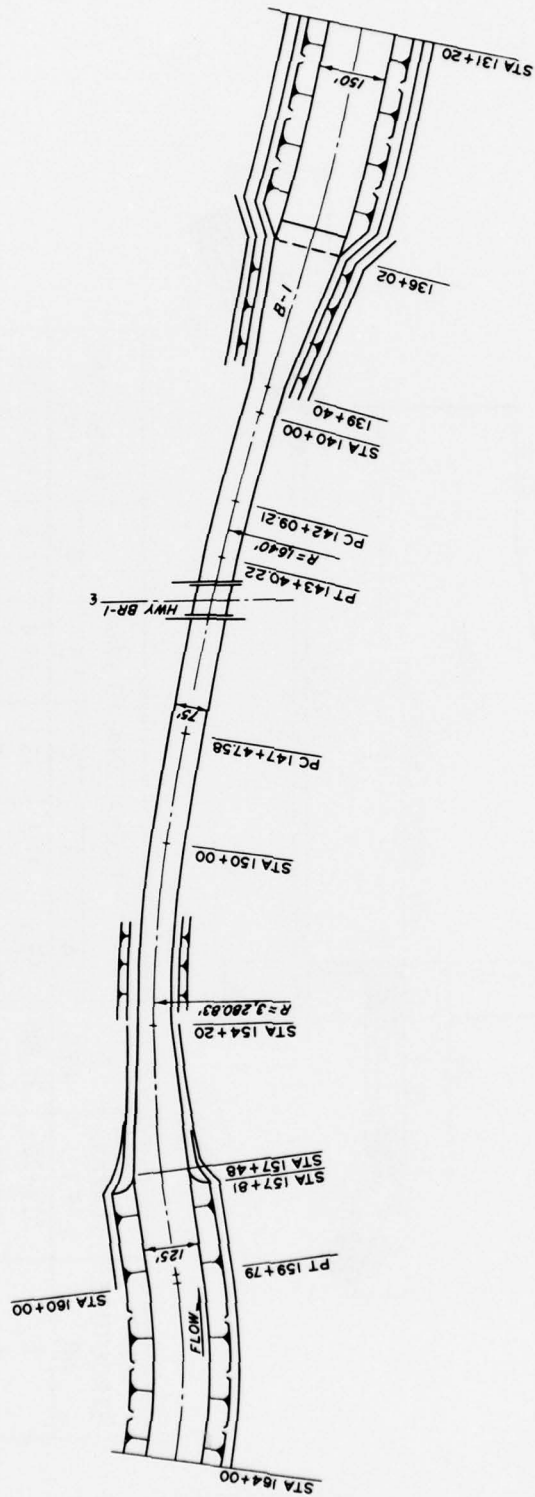 STA 131+20
150'
136+02
B-1
139+40
STA 140+00
PC 142+09.21
R=1,640'
PT 143+40.22
HWY BR-1
℄
75'
PC 147+47.58
STA 150+00
R=3,280.83'
STA 154+20
STA 157+48
STA 157+81
125'
PT 159+79
STA 160+00
FLOW
STA 164+00